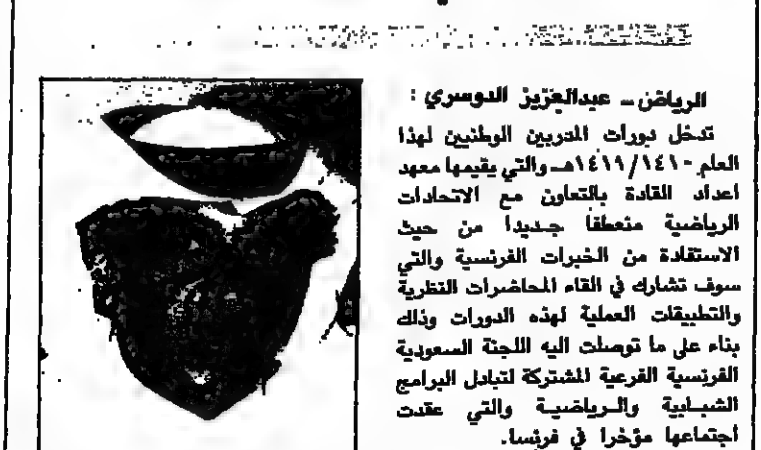 الرياض ـ عبدالعزيز الدوسري :
تدخل دورات المدربين الوطنيين لهذا
العام ١٤١٠/١٤١١هـ والتي يقيمها معهد
اعداد القادة بالتعاون مع الاتحادات
الرياضية منعطفا جديدا من حيث
الاستفادة من الخبرات الفرنسية والتي
سوف تشارك في القاء المحاضرات النظرية
والتطبيقات العملية لهذه الدورات وذلك
بناء على ما توصلت اليه اللجنة السعودية
الفرنسية الفرعية المشتركة لتبادل البرامج
الشبابية والرياضية والتي عقدت
اجتماعها مؤخرا في فرنسا.